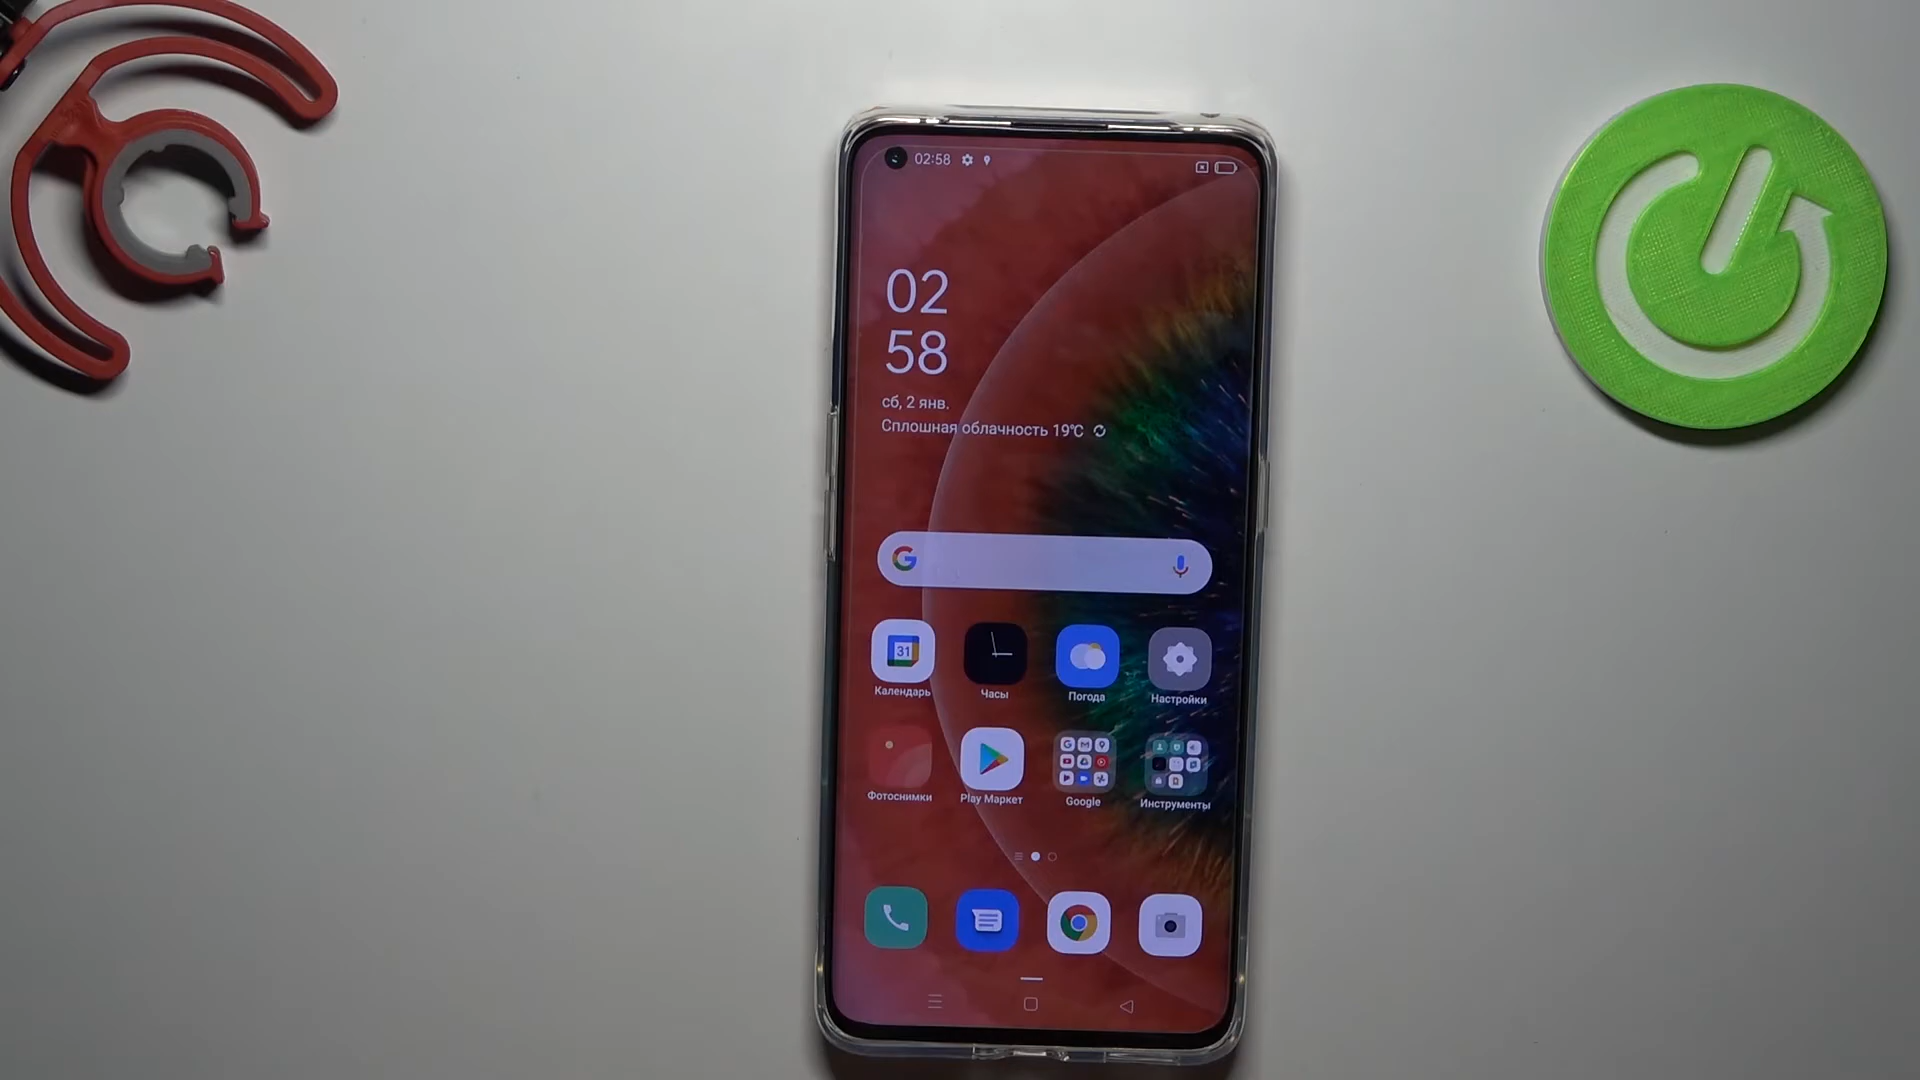 02:58
02
58
сб, 2 янв.
Сплошная облачность 19°C
31
Календарь
Часы
Погода
Настройки
Фотоснимки
Play Маркет
Google
Инструменты